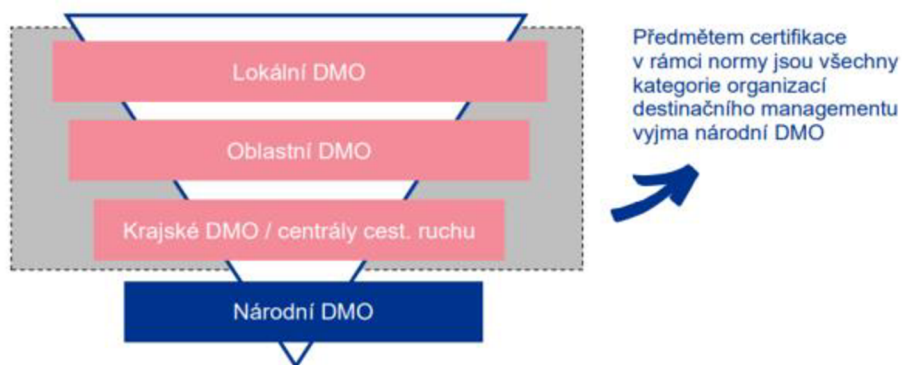 Lokální DMO
Oblastní DMO
Krajské DMO / centrály cest. ruchu
Národní DMO
Předmětem certifikace
v rámci normy jsou všechny
kategorie organizací
destinačního managementu
vyjma národní DMO